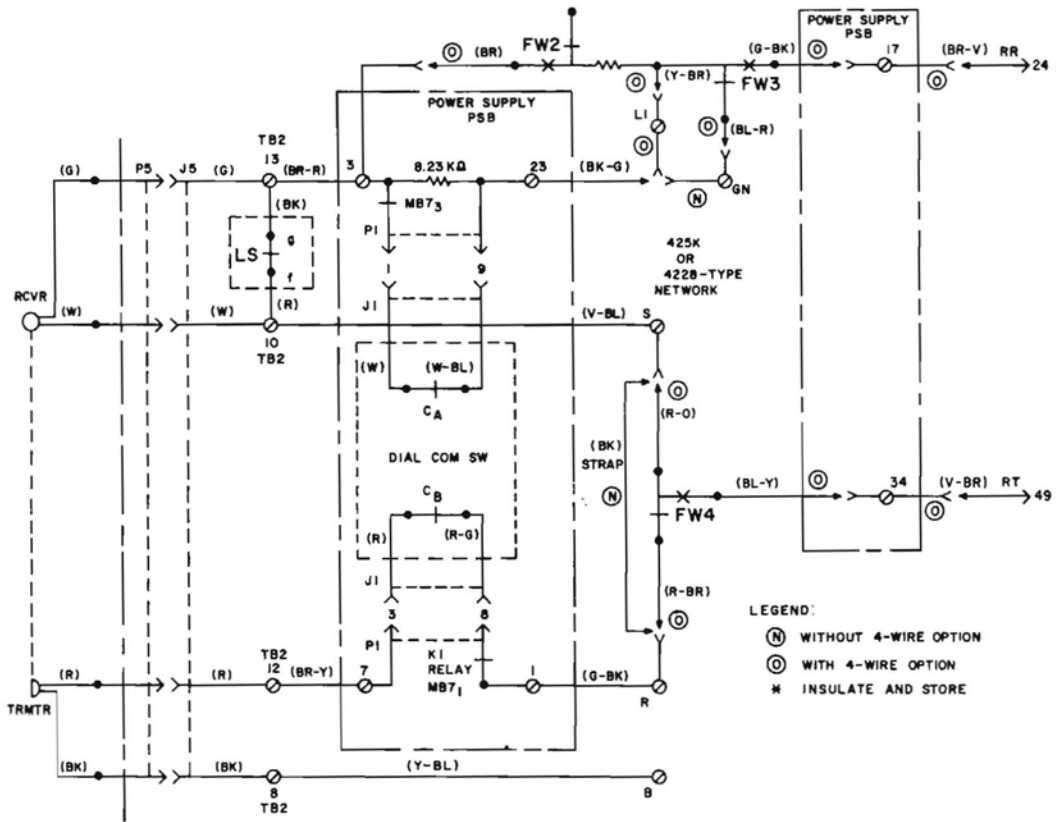 FW2
POWER SUPPLY
PSB
O (BR)
(G-BK) O 17 (BR-V) RR
24
O (Y-BR)
FW3
O
POWER SUPPLY
PSB
L1
O
O (BL-R)
TB2
13
(G) P5 J5 (G) (BR-R) 3 8.23 KΩ 23 (BK-G)
GN
N
MB7₃
(BK)
P1
g
LS
f
1 9
425K
OR
4228-TYPE
NETWORK
RCVR
(R)
J1
(W) (W) (V-BL) S
10
TB2
(W) (W-BL)
O
C_A
(R-O)
(BK)
STRAP
DIAL COM SW
N
O 34 (V-BR) RT
49
(BL-Y)
O
C_B
FW4
(R) (R-G)
J1
(R-BR)
3 8
O
LEGEND:
N WITHOUT 4-WIRE OPTION
P1
K1
RELAY
MB7₁
O WITH 4-WIRE OPTION
* INSULATE AND STORE
TB2
12
(R) (R) (BR-Y) 7 1 (G-BK)
R
TRMTR
(BK) (BK) (Y-BL)
8
TB2
B